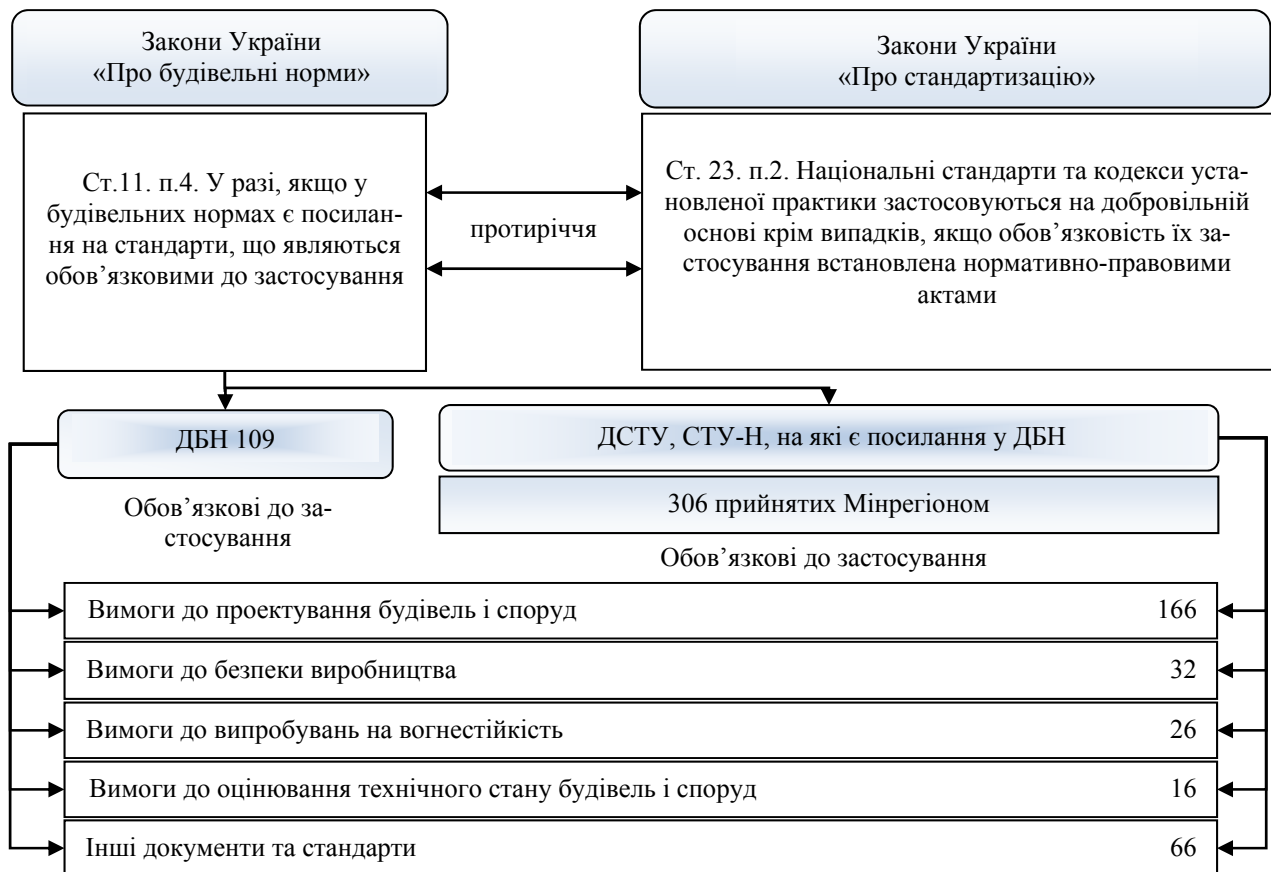 Закони України
«Про будівельні норми»
Закони України
«Про стандартизацію»
Ст.11. п.4. У разі, якщо у
будівельних нормах є посилан-
ня на стандарти, що являються
обов’язковими до застосування
протиріччя
Ст. 23. п.2. Національні стандарти та кодекси уста-
новленої практики застосовуються на добровільній
основі крім випадків, якщо обов’язковість їх за-
стосування встановлена нормативно-правовими
актами
ДБН 109
ДСТУ, СТУ-Н, на які є посилання у ДБН
306 прийнятих Мінрегіоном
Обов’язкові до за-
стосування
Обов’язкові до застосування
Вимоги до проектування будівель і споруд 166
Вимоги до безпеки виробництва 32
Вимоги до випробувань на вогнестійкість 26
Вимоги до оцінювання технічного стану будівель і споруд 16
Інші документи та стандарти 66